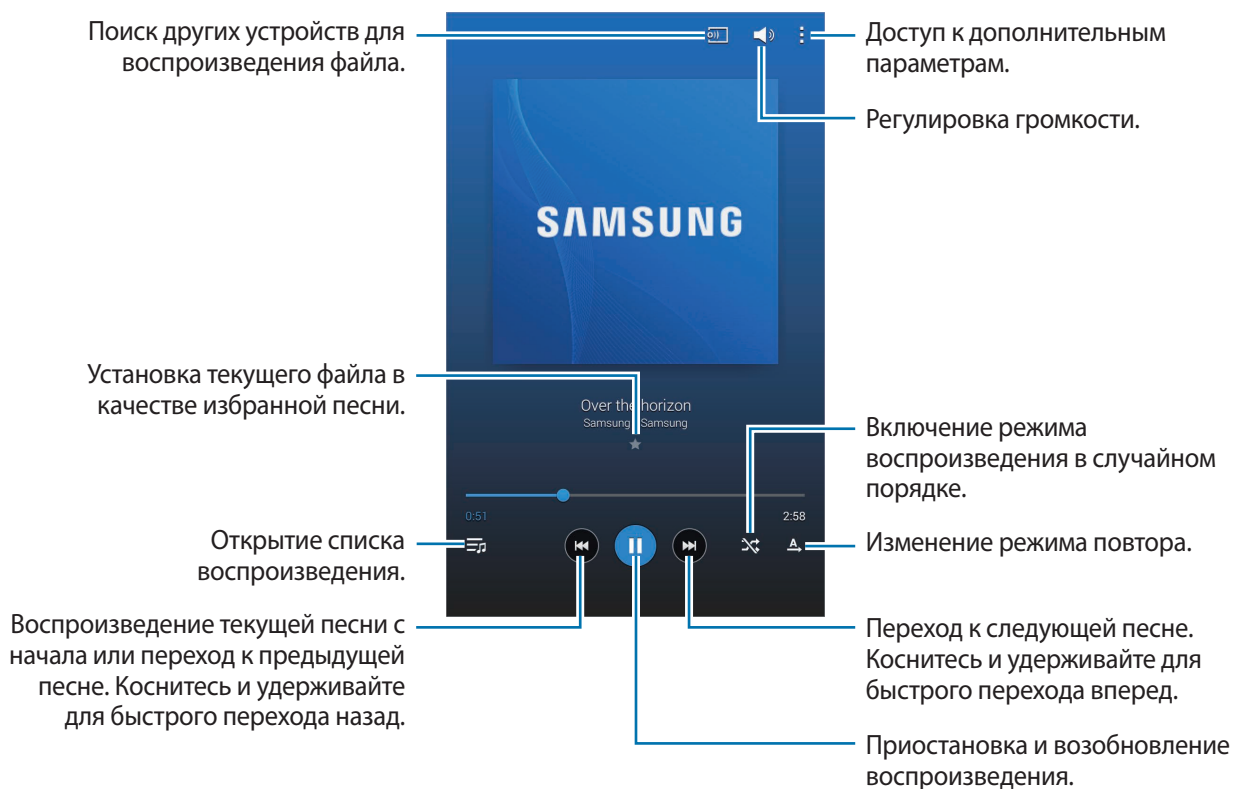 Поиск других устройств для
воспроизведения файла.
Доступ к дополнительным
параметрам.
Регулировка громкости.
SAMSUNG
Установка текущего файла в
качестве избранной песни.
Over the horizon
Samsung Samsung
Включение режима
воспроизведения в случайном
порядке.
0:51
2:58
Открытие списка
воспроизведения.
A
Изменение режима повтора.
Воспроизведение текущей песни с
начала или переход к предыдущей
песне. Коснитесь и удерживайте
для быстрого перехода назад.
Переход к следующей песне.
Коснитесь и удерживайте для
быстрого перехода вперед.
Приостановка и возобновление
воспроизведения.